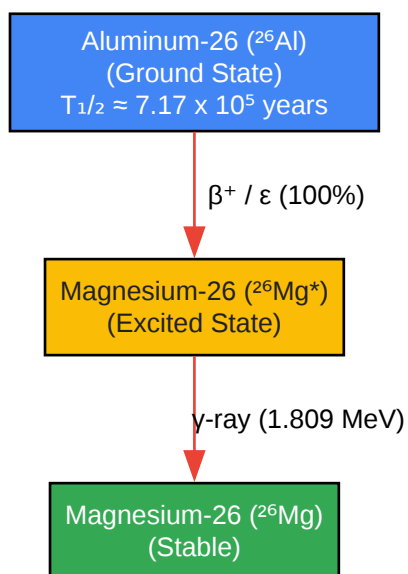 Aluminum-26 (²⁶Al)
(Ground State)
T₁/₂ ≈ 7.17 x 10⁵ years
β⁺ / ε (100%)
Magnesium-26 (²⁶Mg*)
(Excited State)
γ-ray (1.809 MeV)
Magnesium-26 (²⁶Mg)
(Stable)